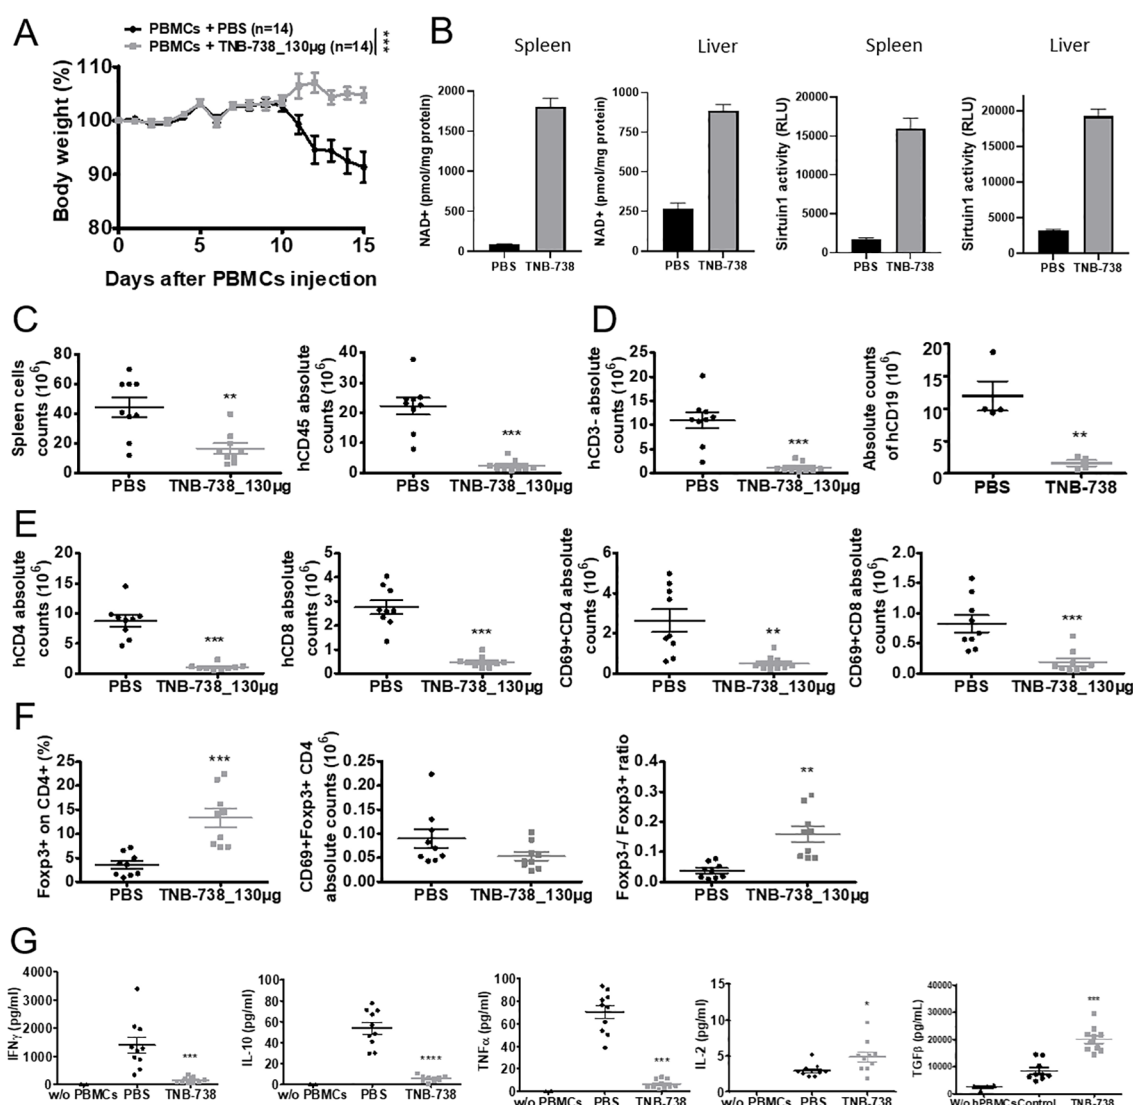 A
PBMCs + PBS (n=14)
PBMCs + TNB-738_130µg (n=14)
***
Body weight (%)
110
100
90
80
0
5
10
15
Days after PBMCs injection
B
Spleen
Liver
Spleen
Liver
NAD+ (pmol/mg protein)
2000
1500
1000
500
0
PBS TNB-738
NAD+ (pmol/mg protein)
1000
750
500
250
0
PBS TNB-738
Sirtuin1 activity (RLU)
20000
15000
10000
5000
0
PBS TNB-738
Sirtuin1 activity (RLU)
20000
15000
10000
5000
0
PBS TNB-738
C
Spleen cells
counts (10⁶)
80
60
40
20
0
**
PBS TNB-738_130µg
hCD45 absolute
counts (10⁶)
40
30
20
10
0
***
PBS TNB-738_130µg
D
hCD3- absolute
counts (10⁶)
25
20
15
10
5
0
***
PBS TNB-738_130µg
Absolute counts
of hCD19 (10⁶)
20
15
10
5
0
**
PBS TNB-738
E
hCD4 absolute
counts (10⁶)
20
15
10
5
0
***
PBS TNB-738_130µg
hCD8 absolute
counts (10⁶)
5
4
3
2
1
0
***
PBS TNB-738_130µg
CD69+CD4 absolute
counts (10⁶)
6
4
2
0
**
PBS TNB-738_130µg
CD69+CD8 absolute
counts (10⁶)
2.0
1.5
1.0
0.5
0.0
***
PBS TNB-738_130µg
F
Foxp3+ on CD4+ (%)
25
20
15
10
5
0
***
PBS TNB-738_130µg
CD69+Foxp3+ CD4
absolute counts (10⁶)
0.25
0.20
0.15
0.10
0.05
0.00
PBS TNB-738_130µg
Foxp3-/ Foxp3+ ratio
0.4
0.3
0.2
0.1
0.0
**
PBS TNB-738_130µg
G
IFNγ (pg/ml)
4000
3000
2000
1000
0
***
w/o PBMCs PBS TNB-738
IL-10 (pg/ml)
100
80
60
40
20
0
****
w/o PBMCs PBS TNB-738
TNFα (pg/ml)
100
80
60
40
20
0
***
w/o PBMCs PBS TNB-738
IL-2 (pg/ml)
15
10
5
0
*
w/o PBMCs PBS TNB-738
TGFβ (pg/mL)
40000
30000
20000
10000
0
***
W/o hPBMCs Control TNB-738